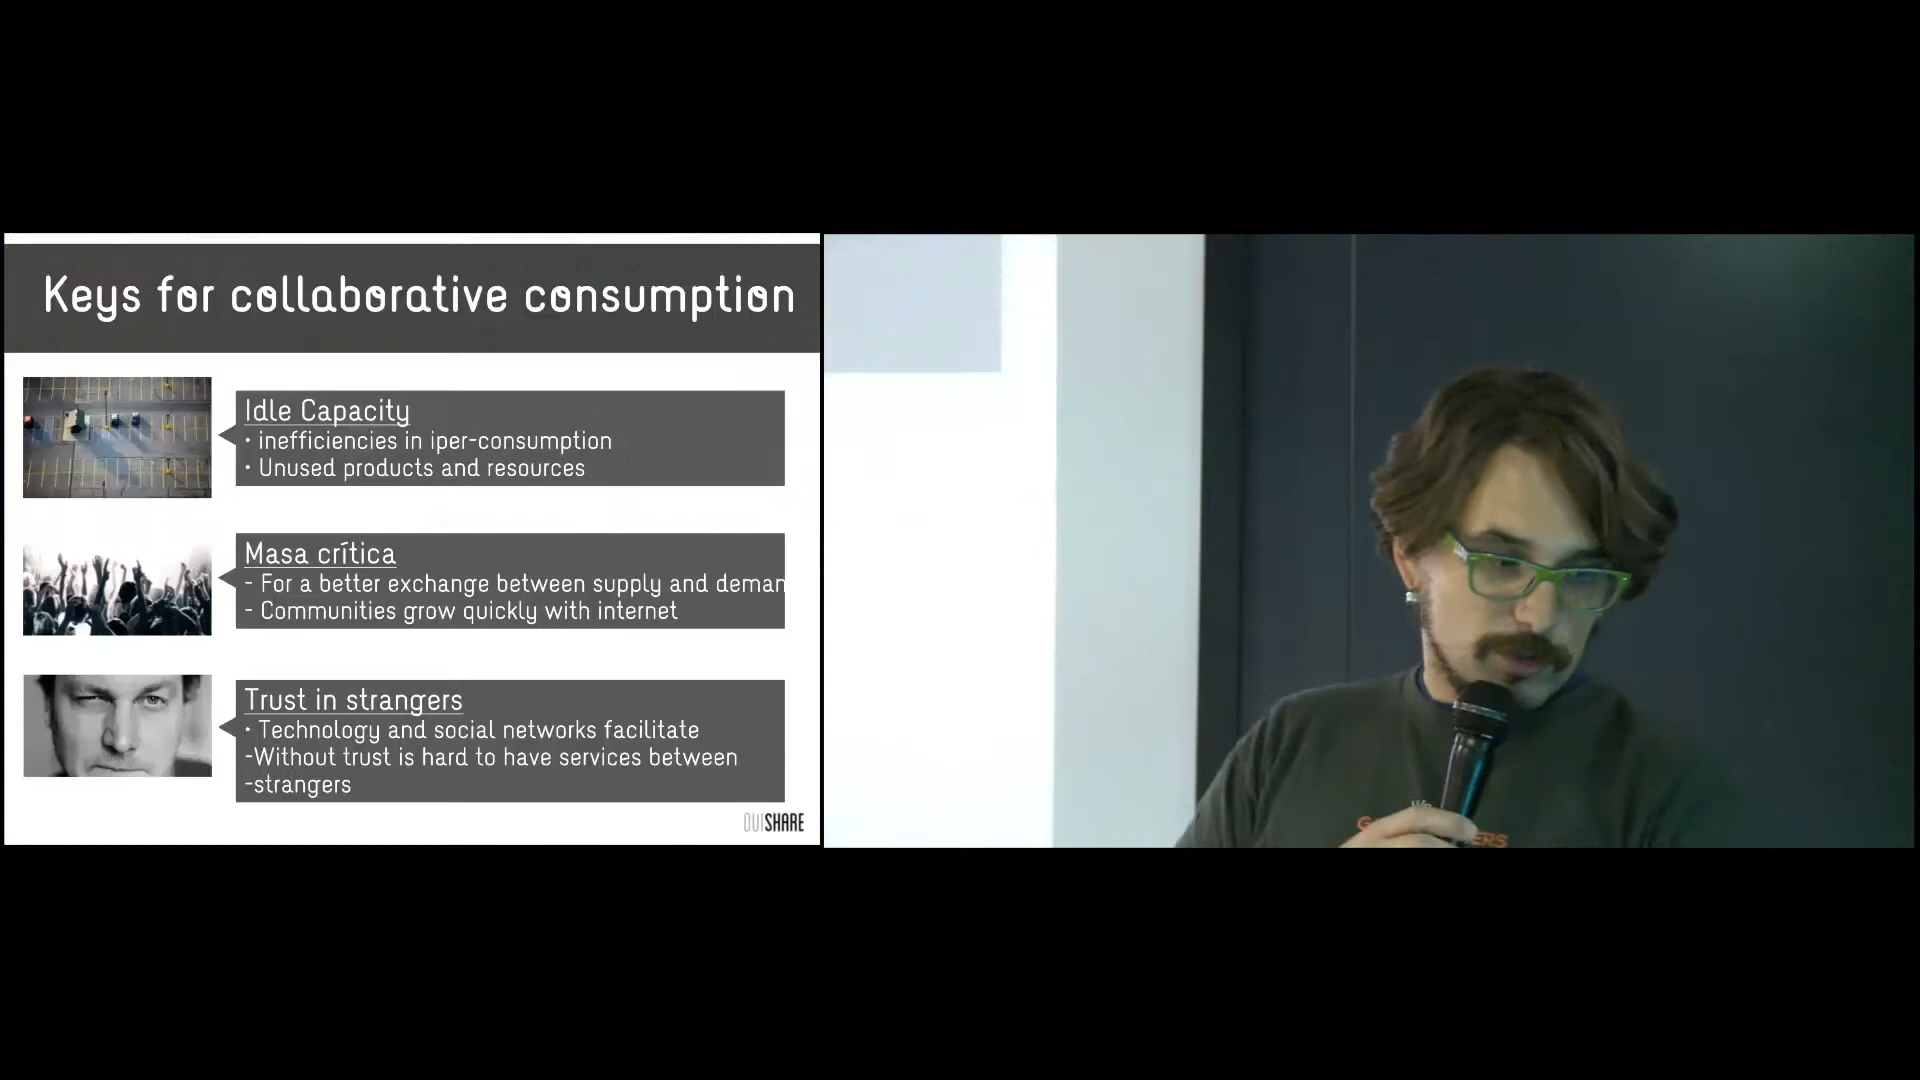 Keys for collaborative consumption
Idle Capacity
• inefficiencies in iper-consumption
• Unused products and resources
Masa crítica
- For a better exchange between supply and deman
- Communities grow quickly with internet
Trust in strangers
• Technology and social networks facilitate
-Without trust is hard to have services between
-strangers
OUISHARE